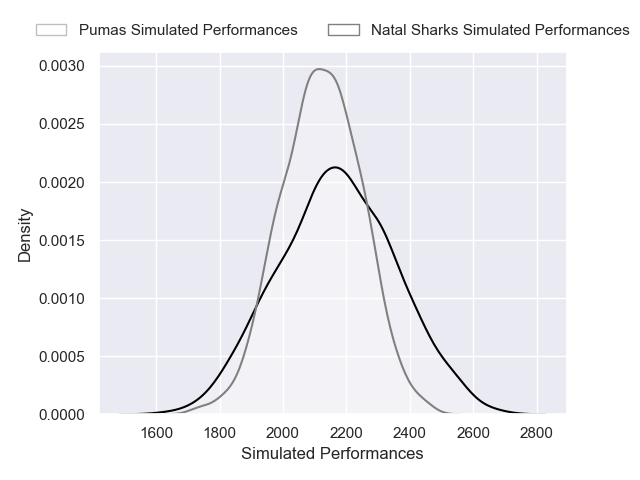 Pumas Simulated Performances
Natal Sharks Simulated Performances
0.0030
0.0025
0.0020
0.0015
0.0010
0.0005
0.0000
Density
1600 1800 2000 2200 2400 2600 2800
Simulated Performances